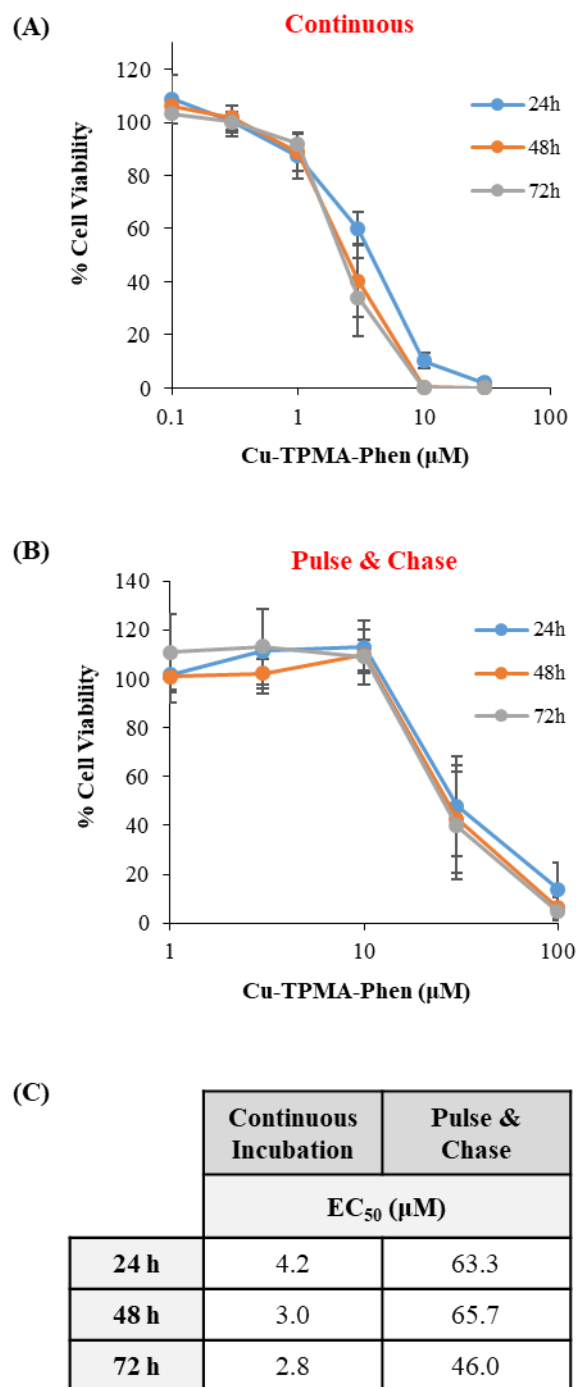 (A)
Continuous
120
100
80
60
40
20
0
% Cell Viability
24h
48h
72h
0.1
1
10
100
Cu-TPMA-Phen (μM)
(B)
Pulse & Chase
140
120
100
80
60
40
20
0
% Cell Viability
24h
48h
72h
1
10
100
Cu-TPMA-Phen (μM)
(C)
Continuous
Incubation
Pulse &
Chase
EC₅₀ (μM)
24 h 4.2 63.3
48 h 3.0 65.7
72 h 2.8 46.0